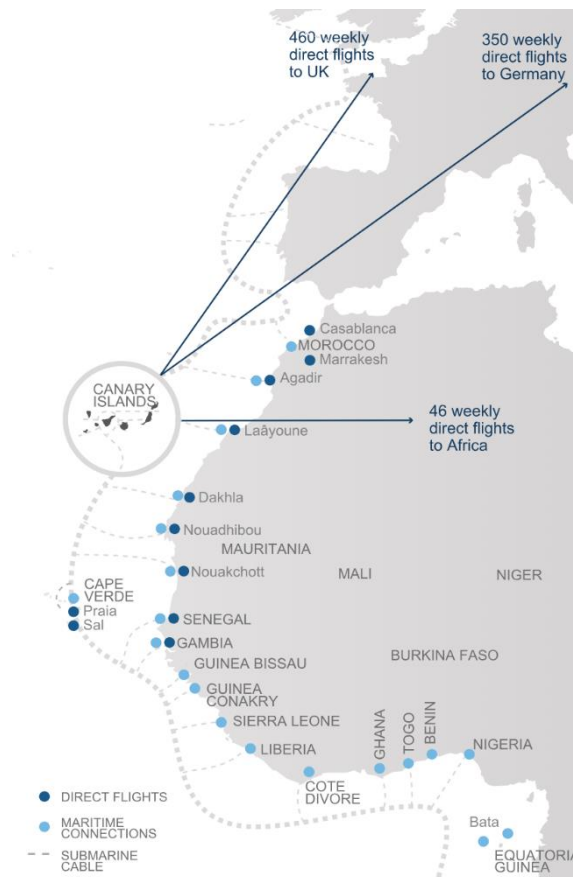 460 weekly
direct flights
to UK
350 weekly
direct flights
to Germany
Casablanca
MOROCCO
Marrakesh
Agadir
CANARY
ISLANDS
46 weekly
direct flights
to Africa
Laâyoune
Dakhla
Nouadhibou
MAURITANIA
Nouakchott
MALI
NIGER
CAPE
VERDE
Praia
Sal
SENEGAL
GAMBIA
GUINEA BISSAU
BURKINA FASO
GUINEA
CONAKRY
SIERRA LEONE
LIBERIA
COTE
DIVORE
GHANA
TOGO
BENIN
NIGERIA
Bata
EQUATORIA
GUINEA
DIRECT FLIGHTS
MARITIME
CONNECTIONS
SUBMARINE
CABLE